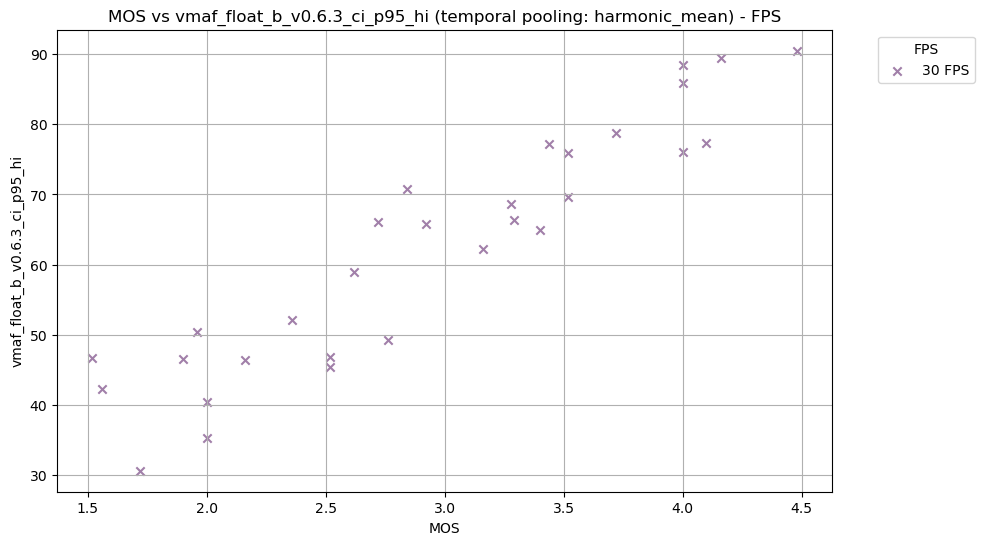 MOS vs vmaf_float_b_v0.6.3_ci_p95_hi (temporal pooling: harmonic_mean) - FPS
FPS
30 FPS
vmaf_float_b_v0.6.3_ci_p95_hi
90
80
70
60
50
40
30
1.5 2.0 2.5 3.0 3.5 4.0 4.5
MOS